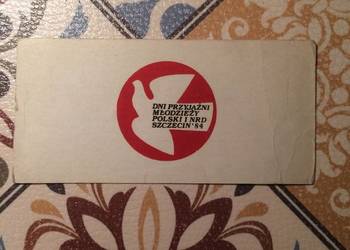 DNI PRZYJAŹNI
MŁODZIEŻY
POLSKI I NRD
SZCZECIN '84